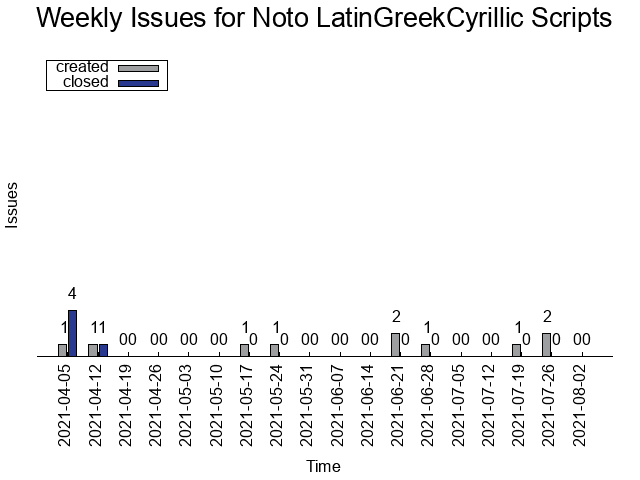 Weekly Issues for Noto LatinGreekCyrillic Scripts
created
closed
Issues
1 4 1 1 0 0 0 0 0 0 0 0 1 0 1 0 0 0 0 0 0 0 2 0 1 0 0 0 0 0 1 0 2 0 0 0
2021-04-05 2021-04-12 2021-04-19 2021-04-26 2021-05-03 2021-05-10 2021-05-17 2021-05-24 2021-05-31 2021-06-07 2021-06-14 2021-06-21 2021-06-28 2021-07-05 2021-07-12 2021-07-19 2021-07-26 2021-08-02
Time